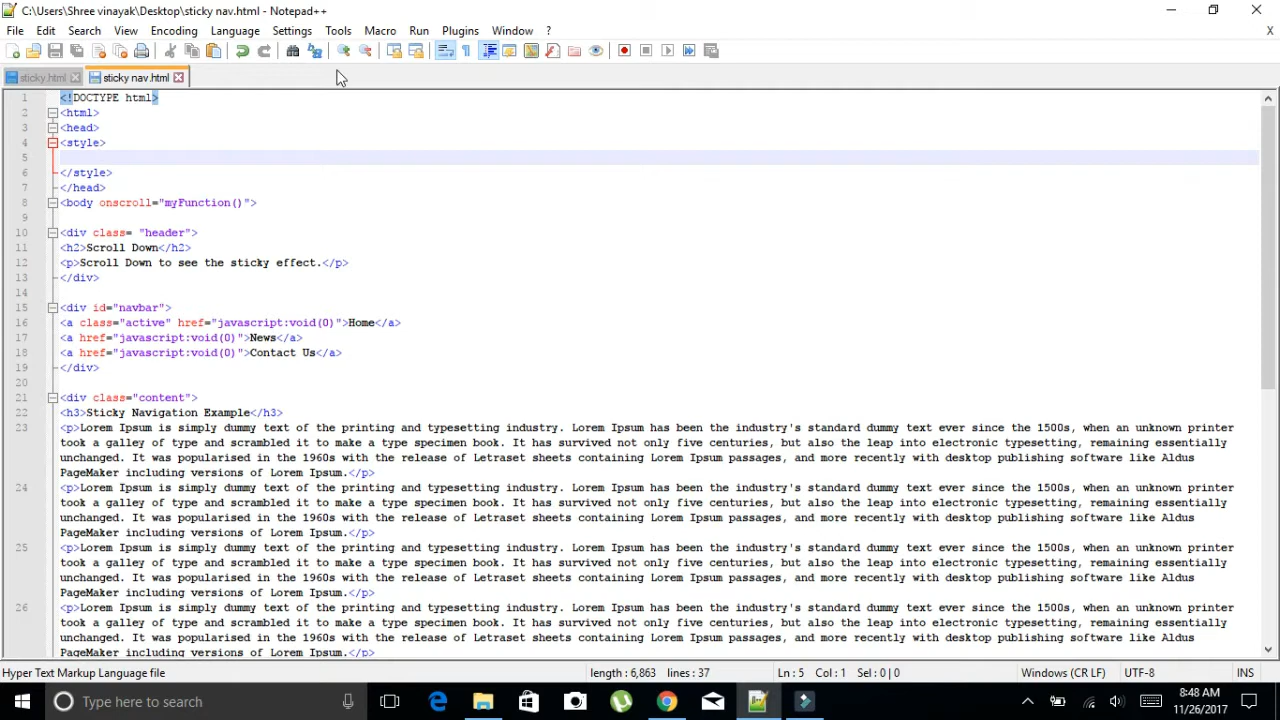 C:\Users\Shree vinayak\Desktop\sticky nav.html - Notepad++
File Edit Search View Encoding Language Settings Tools Macro Run Plugins Window ? X
sticky.html sticky nav.html
1 <!DOCTYPE html>
2 <html>
3 <head>
4 <style>
5
6 </style>
7 </head>
8 <body onscroll="myFunction()">
9
10 <div class= "header">
11 <h2>Scroll Down</h2>
12 <p>Scroll Down to see the sticky effect.</p>
13 </div>
14
15 <div id="navbar">
16 <a class="active" href="javascript:void(0)">Home</a>
17 <a href="javascript:void(0)">News</a>
18 <a href="javascript:void(0)">Contact Us</a>
19 </div>
20
21 <div class="content">
22 <h3>Sticky Navigation Example</h3>
23 <p>Lorem Ipsum is simply dummy text of the printing and typesetting industry. Lorem Ipsum has been the industry's standard dummy text ever since the 1500s, when an unknown printer
took a galley of type and scrambled it to make a type specimen book. It has survived not only five centuries, but also the leap into electronic typesetting, remaining essentially
unchanged. It was popularised in the 1960s with the release of Letraset sheets containing Lorem Ipsum passages, and more recently with desktop publishing software like Aldus
PageMaker including versions of Lorem Ipsum.</p>
24 <p>Lorem Ipsum is simply dummy text of the printing and typesetting industry. Lorem Ipsum has been the industry's standard dummy text ever since the 1500s, when an unknown printer
took a galley of type and scrambled it to make a type specimen book. It has survived not only five centuries, but also the leap into electronic typesetting, remaining essentially
unchanged. It was popularised in the 1960s with the release of Letraset sheets containing Lorem Ipsum passages, and more recently with desktop publishing software like Aldus
PageMaker including versions of Lorem Ipsum.</p>
25 <p>Lorem Ipsum is simply dummy text of the printing and typesetting industry. Lorem Ipsum has been the industry's standard dummy text ever since the 1500s, when an unknown printer
took a galley of type and scrambled it to make a type specimen book. It has survived not only five centuries, but also the leap into electronic typesetting, remaining essentially
unchanged. It was popularised in the 1960s with the release of Letraset sheets containing Lorem Ipsum passages, and more recently with desktop publishing software like Aldus
PageMaker including versions of Lorem Ipsum.</p>
26 <p>Lorem Ipsum is simply dummy text of the printing and typesetting industry. Lorem Ipsum has been the industry's standard dummy text ever since the 1500s, when an unknown printer
took a galley of type and scrambled it to make a type specimen book. It has survived not only five centuries, but also the leap into electronic typesetting, remaining essentially
unchanged. It was popularised in the 1960s with the release of Letraset sheets containing Lorem Ipsum passages, and more recently with desktop publishing software like Aldus
PageMaker including versions of Lorem Ipsum.</p>
Hyper Text Markup Language file length : 6,863 lines : 37 Ln : 5 Col : 1 Sel : 0 | 0 Windows (CR LF) UTF-8 INS
Type here to search
8:48 AM
11/26/2017